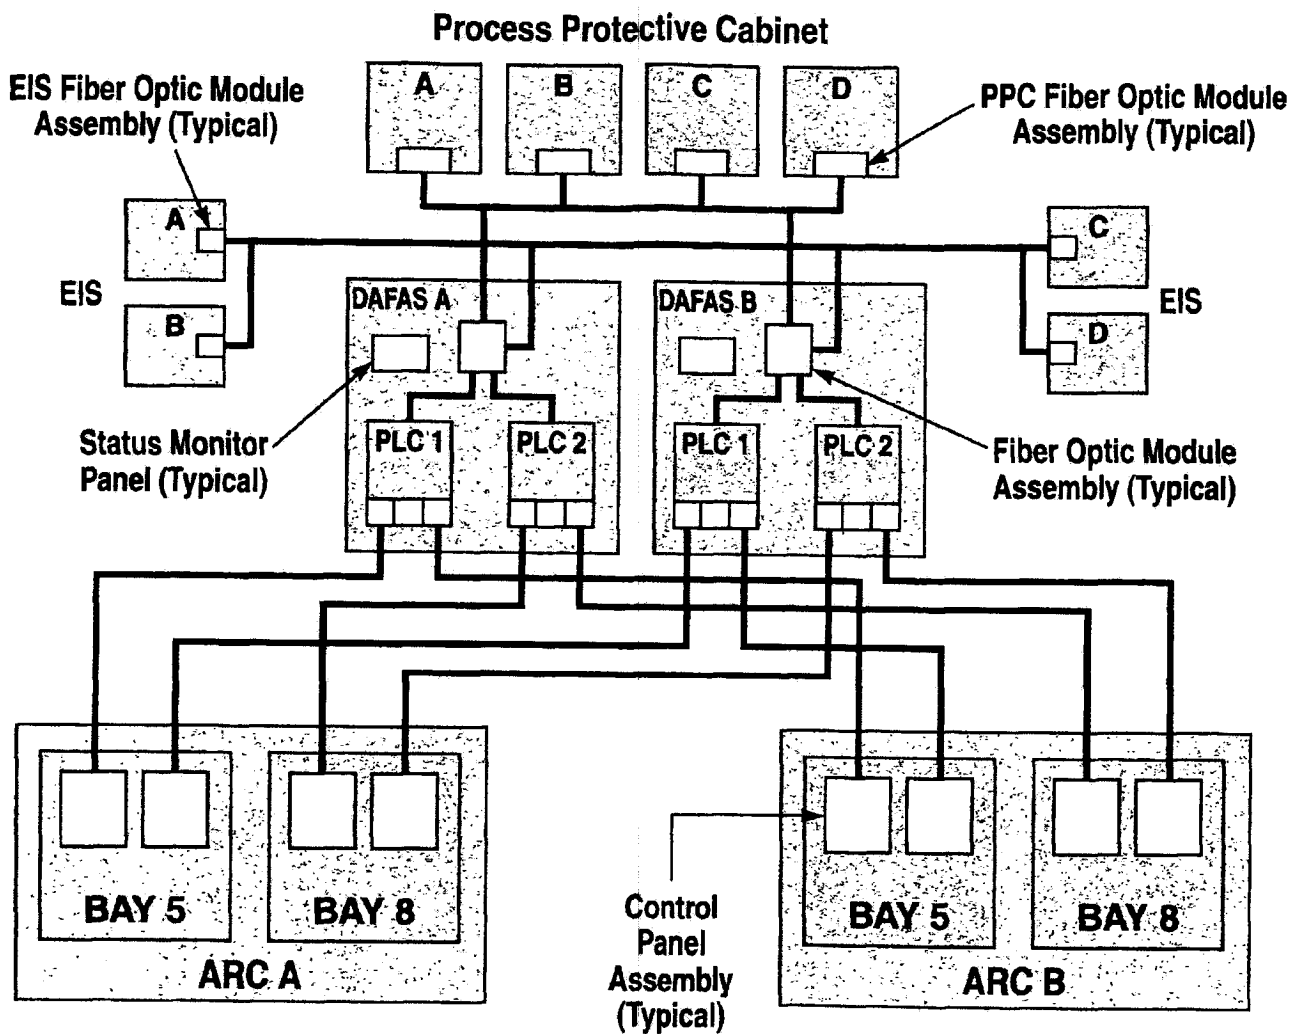 Process Protective Cabinet
EIS Fiber Optic Module
Assembly (Typical)
A
B
C
D
PPC Fiber Optic Module
Assembly (Typical)
A
EIS
B
C
EIS
D
DAFAS A
DAFAS B
Status Monitor
Panel (Typical)
PLC 1
PLC 2
PLC 1
PLC 2
Fiber Optic Module
Assembly (Typical)
BAY 5
BAY 8
ARC A
Control
Panel
Assembly
(Typical)
BAY 5
BAY 8
ARC B